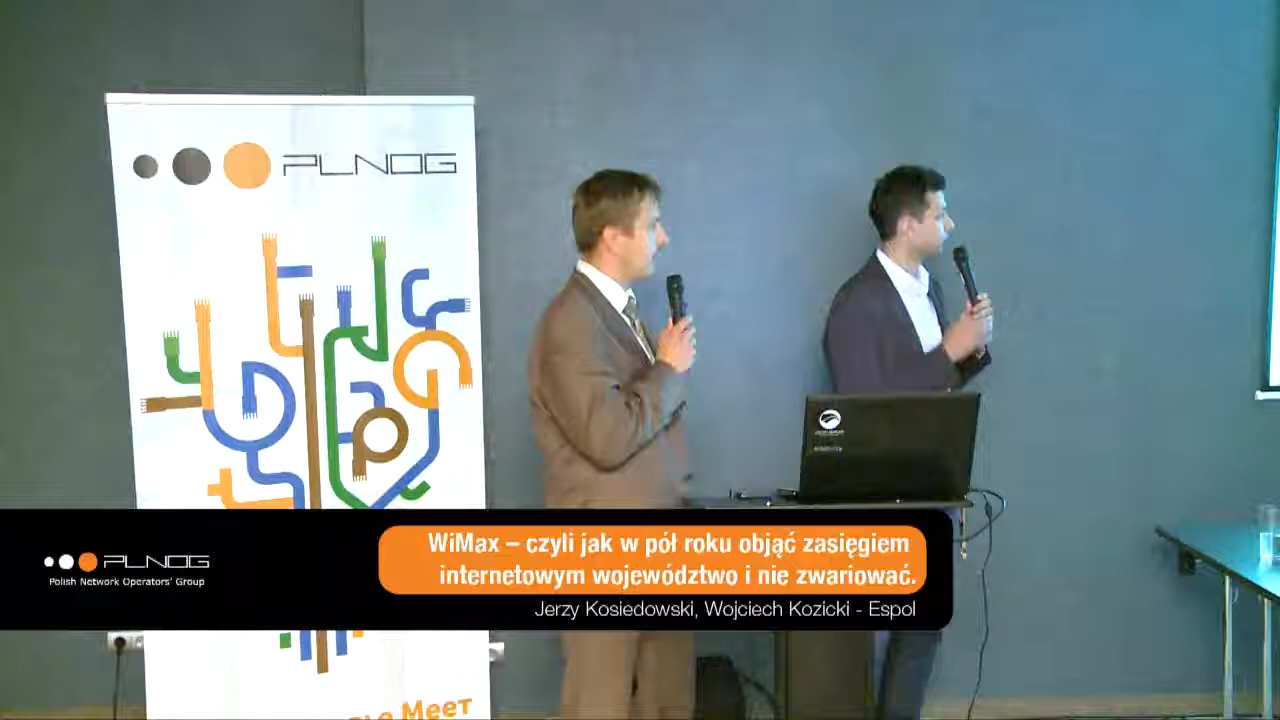 PLNOG
WiMax – czyli jak w pół roku objąć zasięgiem
internetowym województwo i nie zwariować.
PLNOG
Polish Network Operators' Group
Jerzy Kosiedowski, Wojciech Kozicki - Espol
Meet